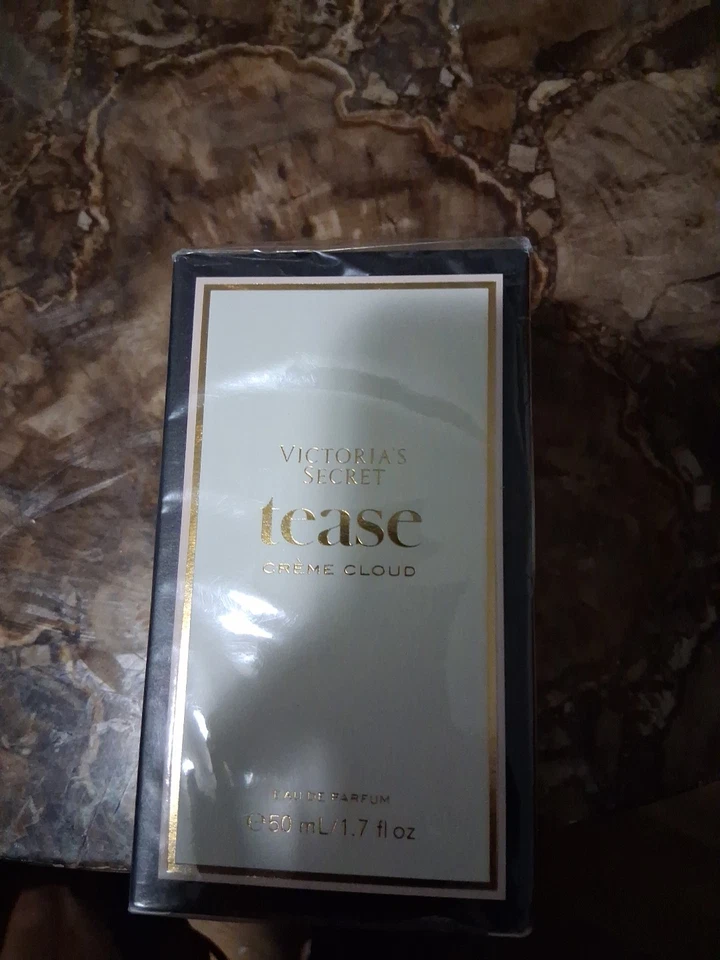 VICTORIA'S
SECRET
tease
CRÈME CLOUD
EAU DE PARFUM
℮50 mL/1.7 fl oz